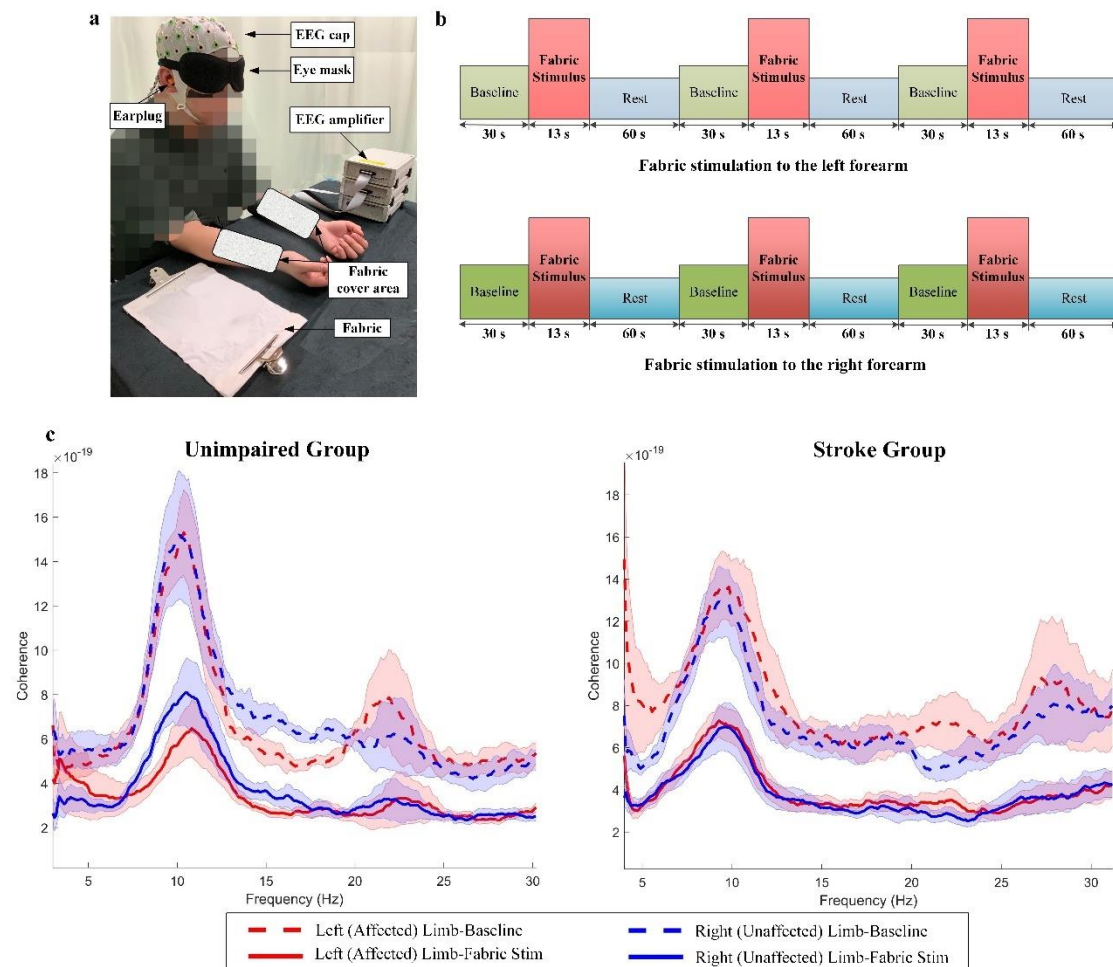 a
EEG cap
Eye mask
Earplug
EEG amplifier
Fabric
cover area
Fabric
b
Baseline
Fabric
Stimulus
Rest
Baseline
Fabric
Stimulus
Rest
Baseline
Fabric
Stimulus
Rest
30 s 13 s 60 s 30 s 13 s 60 s 30 s 13 s 60 s
Fabric stimulation to the left forearm
Baseline
Fabric
Stimulus
Rest
Baseline
Fabric
Stimulus
Rest
Baseline
Fabric
Stimulus
Rest
30 s 13 s 60 s 30 s 13 s 60 s 30 s 13 s 60 s
Fabric stimulation to the right forearm
c
Unimpaired Group
×10⁻¹⁹
18
16
14
12
10
8
6
4
2
Coherence
5 10 15 20 25 30
Frequency (Hz)
Stroke Group
×10⁻¹⁹
18
16
14
12
10
8
6
4
2
Coherence
5 10 15 20 25 30
Frequency (Hz)
Left (Affected) Limb-Baseline
Left (Affected) Limb-Fabric Stim
Right (Unaffected) Limb-Baseline
Right (Unaffected) Limb-Fabric Stim